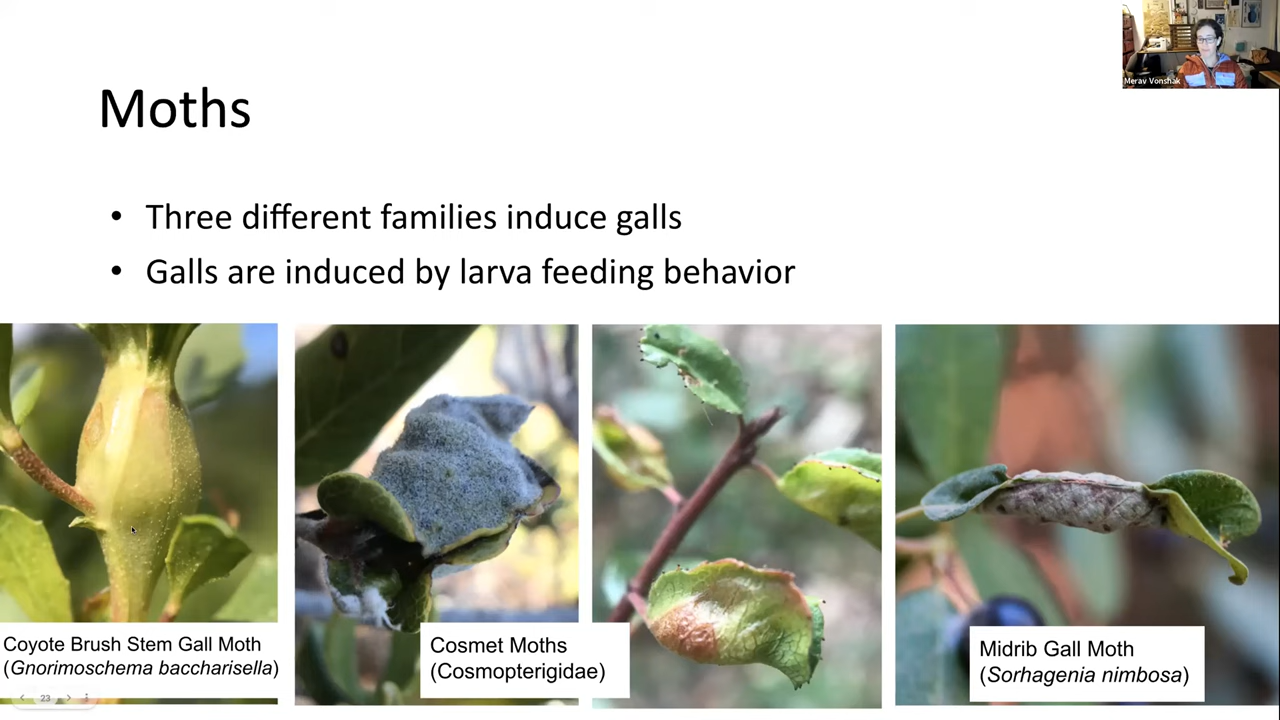 Merav Vonshak
Moths
• Three different families induce galls
• Galls are induced by larva feeding behavior
Coyote Brush Stem Gall Moth
(Gnorimoschema baccharisella)
Cosmet Moths
(Cosmopterigidae)
Midrib Gall Moth
(Sorhagenia nimbosa)
23